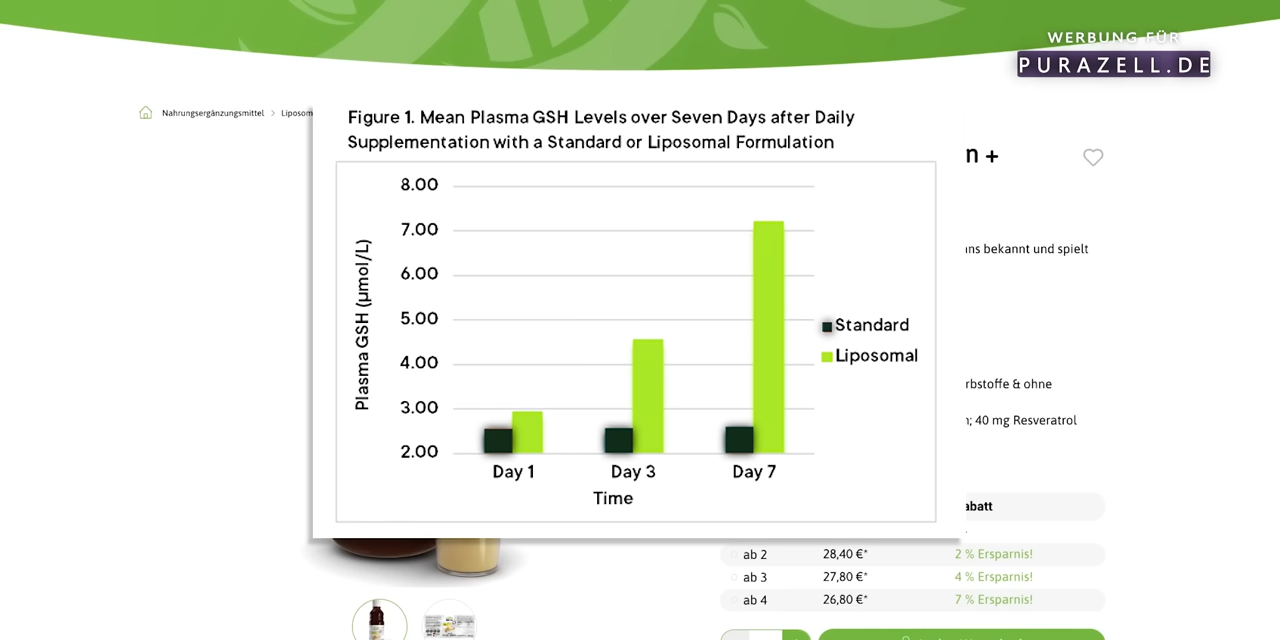 WERBUNG FÜR
PURAZELL.DE
Nahrungsergänzungsmittel > Liposom
Figure 1. Mean Plasma GSH Levels over Seven Days after Daily
Supplementation with a Standard or Liposomal Formulation
n +
8.00
7.00
6.00
5.00
4.00
3.00
2.00
Plasma GSH (µmol/L)
Day 1 Day 3 Day 7
Time
Standard
Liposomal
ns bekannt und spielt
rbstoffe & ohne
; 40 mg Resveratrol
abatt
ab 2 28,40 €* 2 % Ersparnis!
ab 3 27,80 €* 4 % Ersparnis!
ab 4 26,80 €* 7 % Ersparnis!